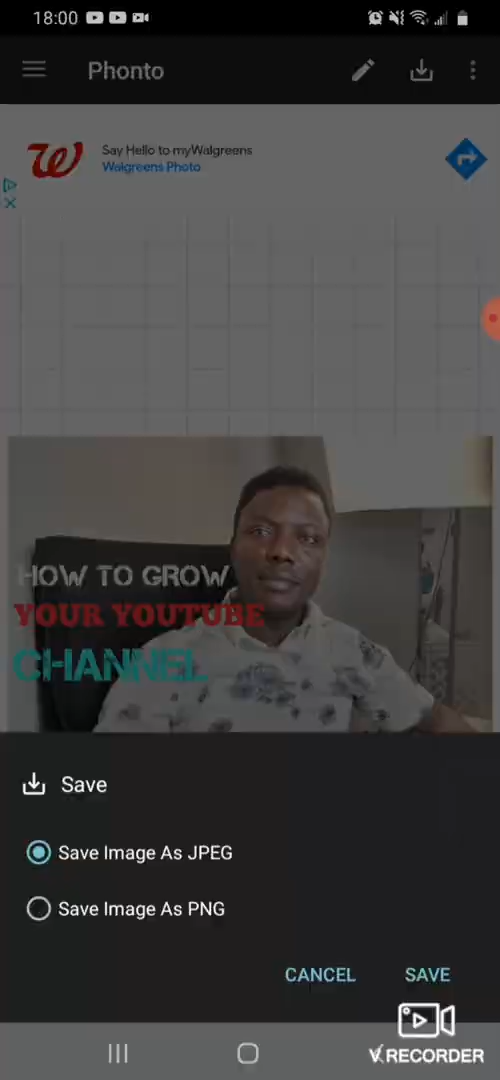 18:00
Phonto
Say Hello to myWalgreens
Walgreens Photo
HOW TO GROW
YOUR YOUTUBE
CHANNEL
Save
Save Image As JPEG
Save Image As PNG
CANCEL
SAVE
VRECORDER